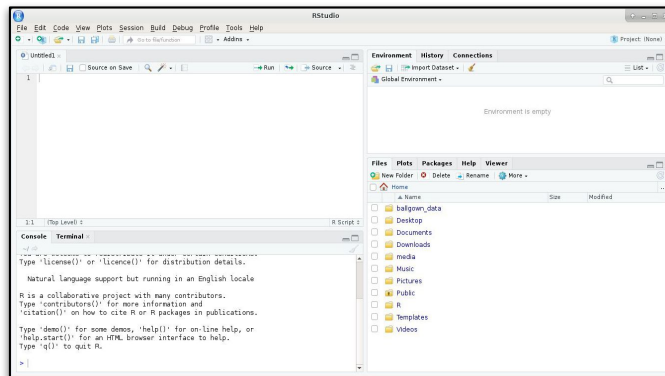 RStudio
File Edit Code View Plots Session Build Debug Profile Tools Help
Go to file/function
Addins
Project: (None)
Untitled1
Source on Save
Run
Source
1
1:1 (Top Level)
R Script
Console Terminal
~/
Type 'license()' or 'licence()' for distribution details.
Natural language support but running in an English locale
R is a collaborative project with many contributors.
Type 'contributors()' for more information and
'citation()' on how to cite R or R packages in publications.
Type 'demo()' for some demos, 'help()' for on-line help, or
'help.start()' for an HTML browser interface to help.
Type 'q()' to quit R.
>
Environment History Connections
Import Dataset
List
Global Environment
Environment is empty
Files Plots Packages Help Viewer
New Folder Delete Rename More
Home
Name Size Modified
ballgown_data
Desktop
Documents
Downloads
media
Music
Pictures
Public
R
Templates
Videos